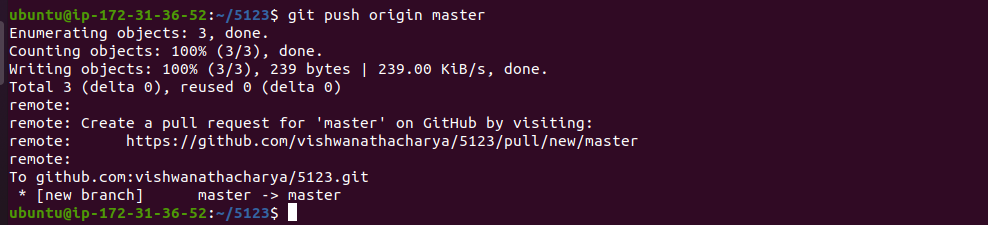 ubuntu@ip-172-31-36-52:~/5123$ git push origin master
Enumerating objects: 3, done.
Counting objects: 100% (3/3), done.
Writing objects: 100% (3/3), 239 bytes | 239.00 KiB/s, done.
Total 3 (delta 0), reused 0 (delta 0)
remote:
remote: Create a pull request for 'master' on GitHub by visiting:
remote:      https://github.com/vishwanathacharya/5123/pull/new/master
remote:
To github.com:vishwanathacharya/5123.git
 * [new branch]      master -> master
ubuntu@ip-172-31-36-52:~/5123$